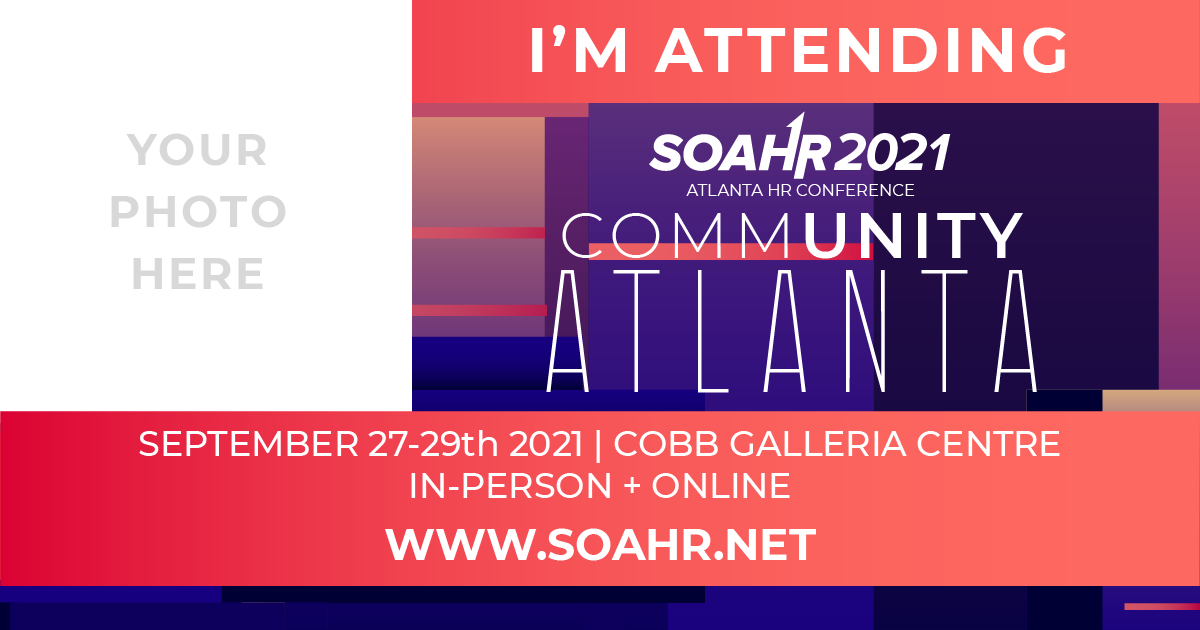 YOUR
PHOTO
HERE
I'M ATTENDING
SOAHR 2021
ATLANTA HR CONFERENCE
COMMUNITY
ATLANTA
SEPTEMBER 27-29th 2021 | COBB GALLERIA CENTRE
IN-PERSON + ONLINE
WWW.SOAHR.NET